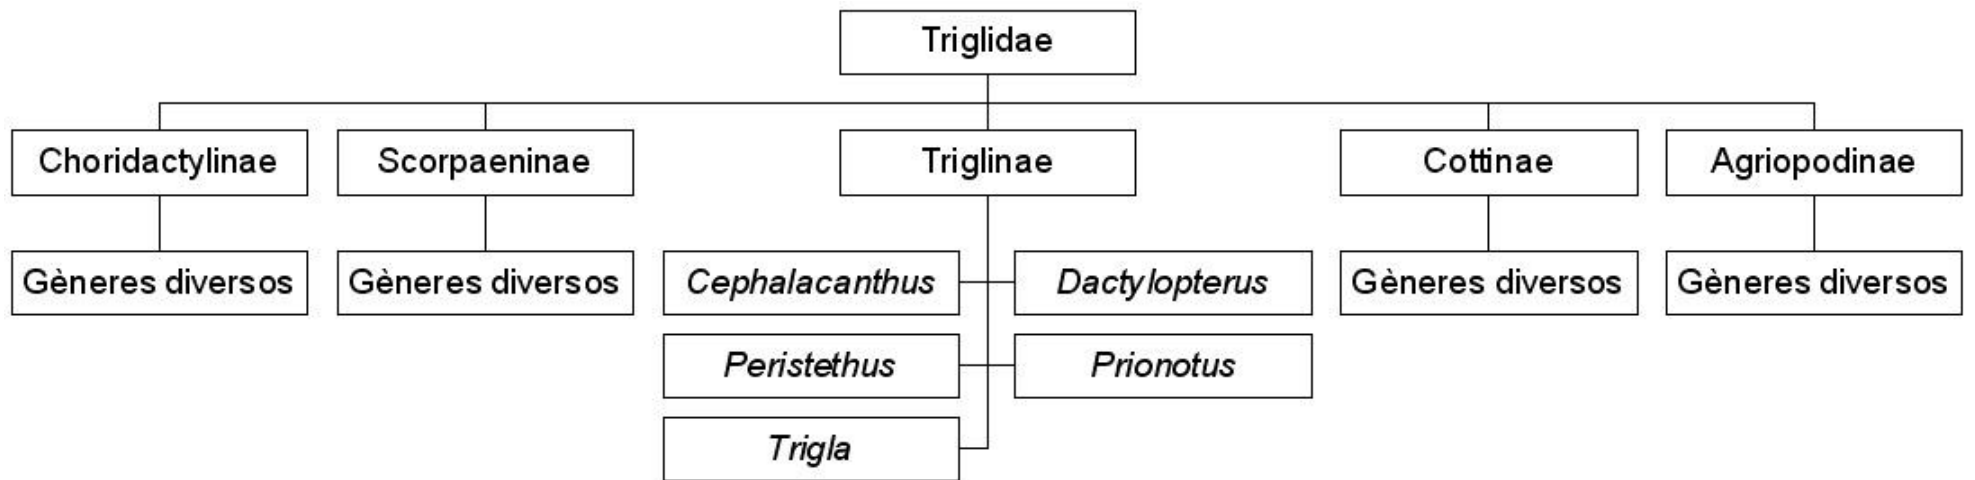 Triglidae
Choridactylinae
Scorpaeninae
Triglinae
Cottinae
Agriopodinae
Gèneres diversos
Gèneres diversos
Cephalacanthus
Dactylopterus
Gèneres diversos
Gèneres diversos
Peristethus
Prionotus
Trigla